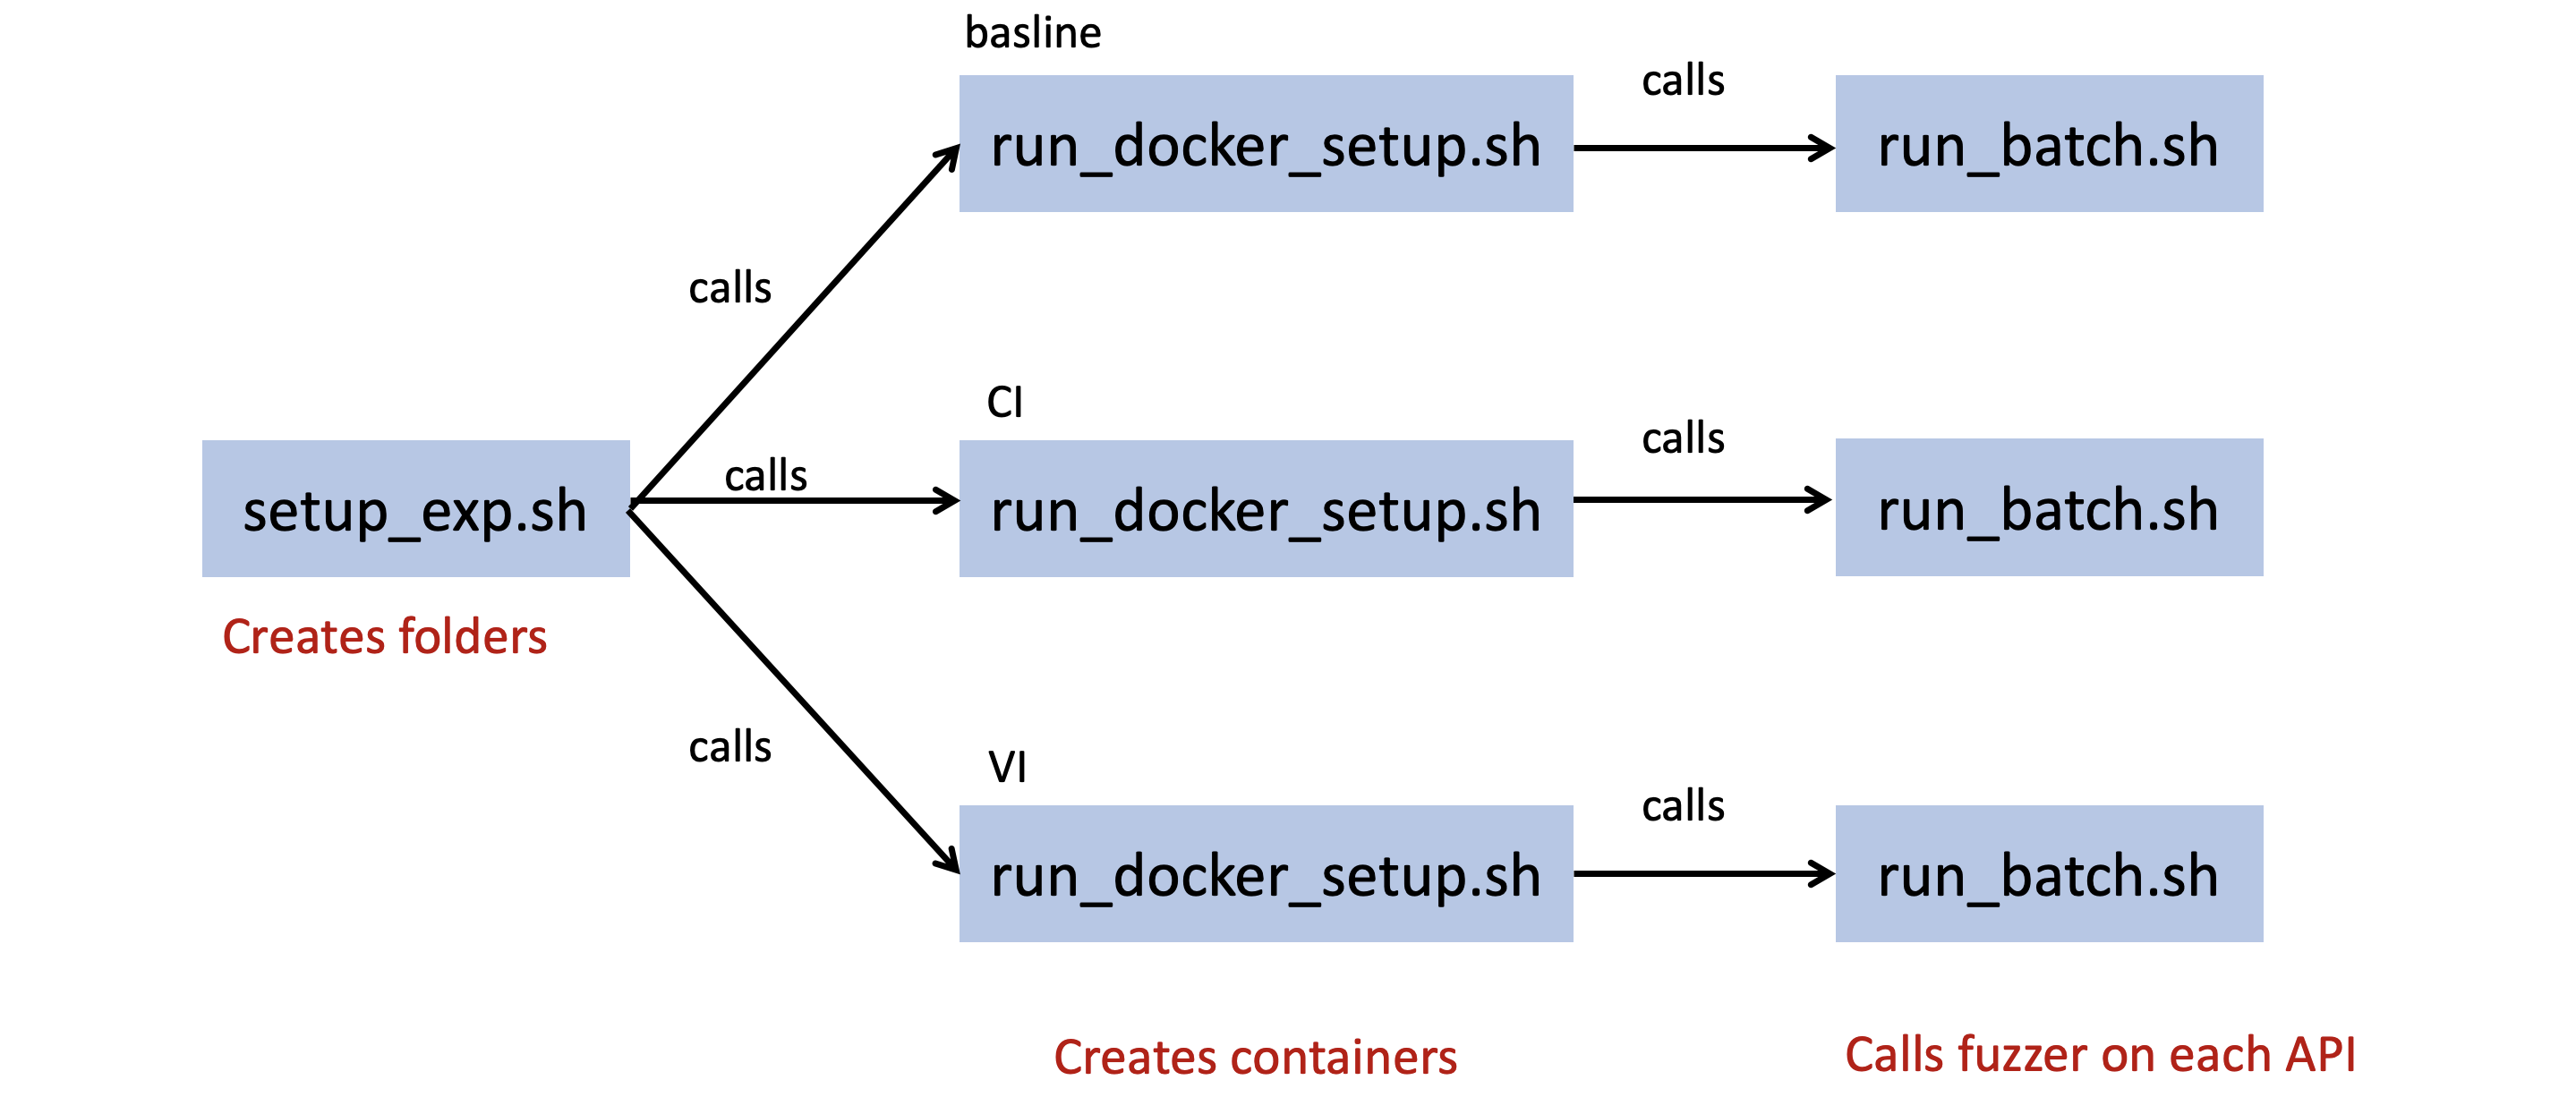 basline
calls
run_docker_setup.sh
run_batch.sh
calls
CI
calls
calls
setup_exp.sh
run_docker_setup.sh
run_batch.sh
Creates folders
calls
VI
calls
run_docker_setup.sh
run_batch.sh
Creates containers
Calls fuzzer on each API